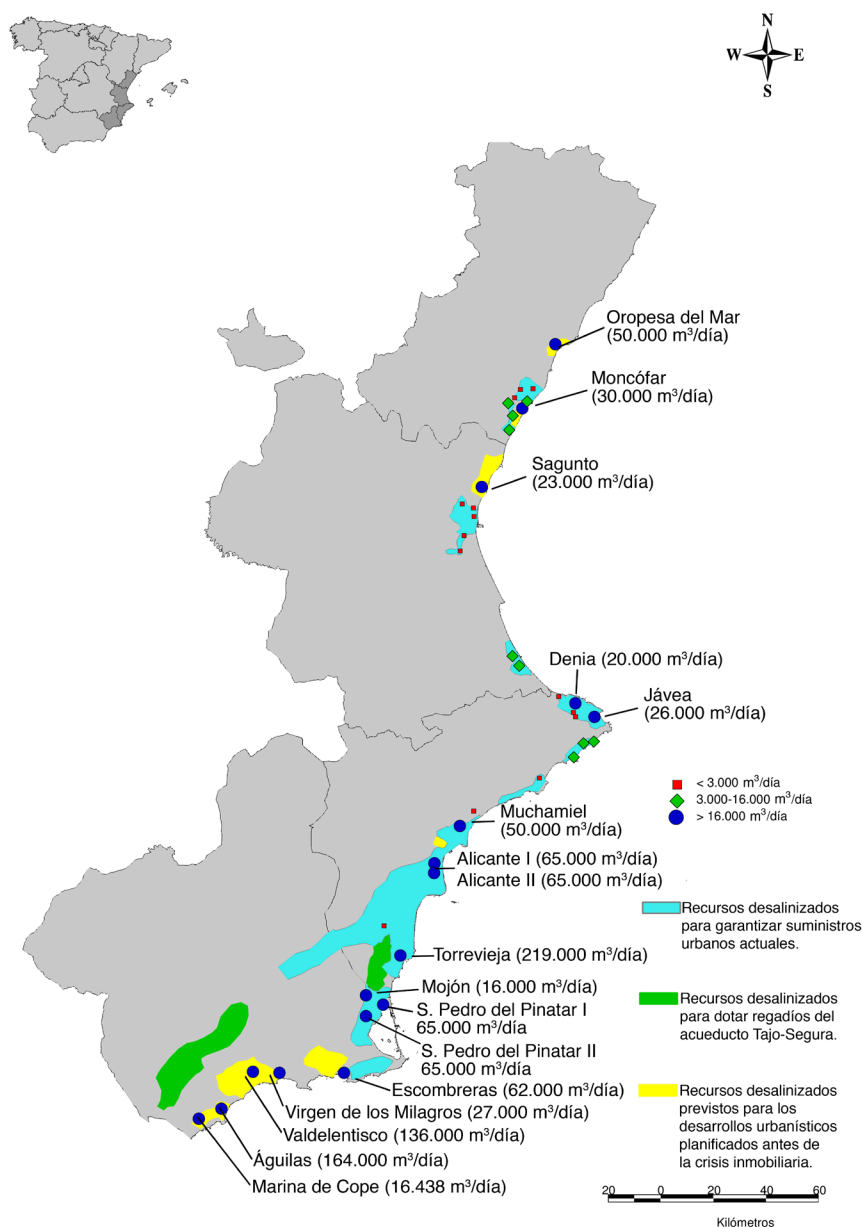 N
W E
S
Oropesa del Mar
(50.000 m³/día)
Moncófar
(30.000 m³/día)
Sagunto
(23.000 m³/día)
Denia (20.000 m³/día)
Jávea
(26.000 m³/día)
< 3.000 m³/día
3.000-16.000 m³/día
> 16.000 m³/día
Muchamiel
(50.000 m³/día)
Alicante I (65.000 m³/día)
Alicante II (65.000 m³/día)
Recursos desalinizados
para garantizar suministros
urbanos actuales.
Torrevieja (219.000 m³/día)
Mojón (16.000 m³/día)
S. Pedro del Pinatar I
65.000 m³/día
S. Pedro del Pinatar II
65.000 m³/día
Recursos desalinizados
para dotar regadíos del
acueducto Tajo-Segura.
Escombreras (62.000 m³/día)
Virgen de los Milagros (27.000 m³/día)
Valdelentisco (136.000 m³/día)
Águilas (164.000 m³/día)
Marina de Cope (16.438 m³/día)
Recursos desalinizados
previstos para los
desarrollos urbanísticos
planificados antes de
la crisis inmobiliaria.
20 0 20 40 60
Kilómetros